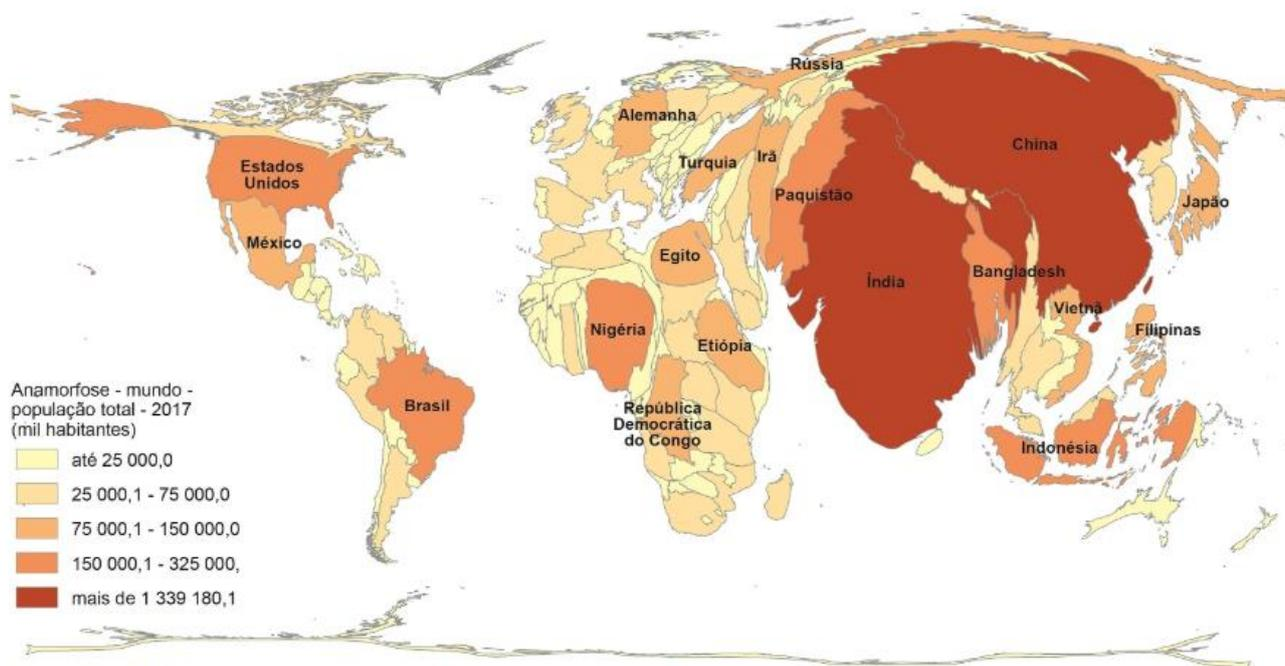 Rússia
Alemanha
China
Turquia
Irã
Estados
Unidos
Paquistão
Japão
México
Egito
Bangladesh
Índia
Vietnã
Nigéria
Filipinas
Etiópia
Brasil
República
Democrática
do Congo
Indonésia
Anamorfose - mundo -
população total - 2017
(mil habitantes)
até 25 000,0
25 000,1 - 75 000,0
75 000,1 - 150 000,0
150 000,1 - 325 000,
mais de 1 339 180,1